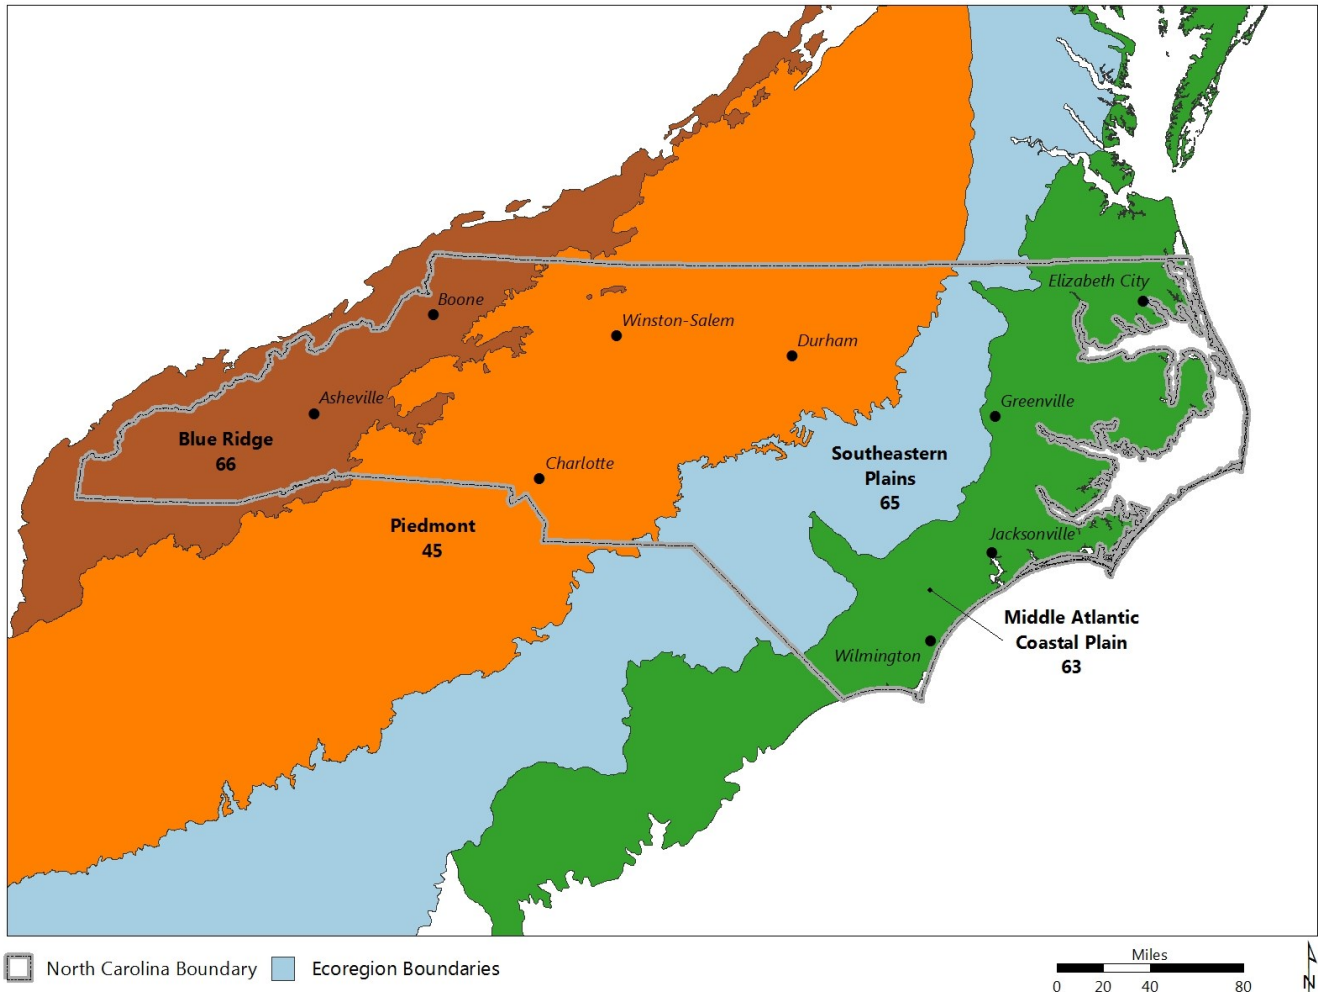 Elizabeth City
Boone
Winston-Salem
Durham
Asheville
Greenville
Blue Ridge
66
Southeastern
Plains
65
Charlotte
Piedmont
45
Jacksonville
Middle Atlantic
Coastal Plain
63
Wilmington
North Carolina Boundary
Ecoregion Boundaries
Miles
0 20 40 80
N